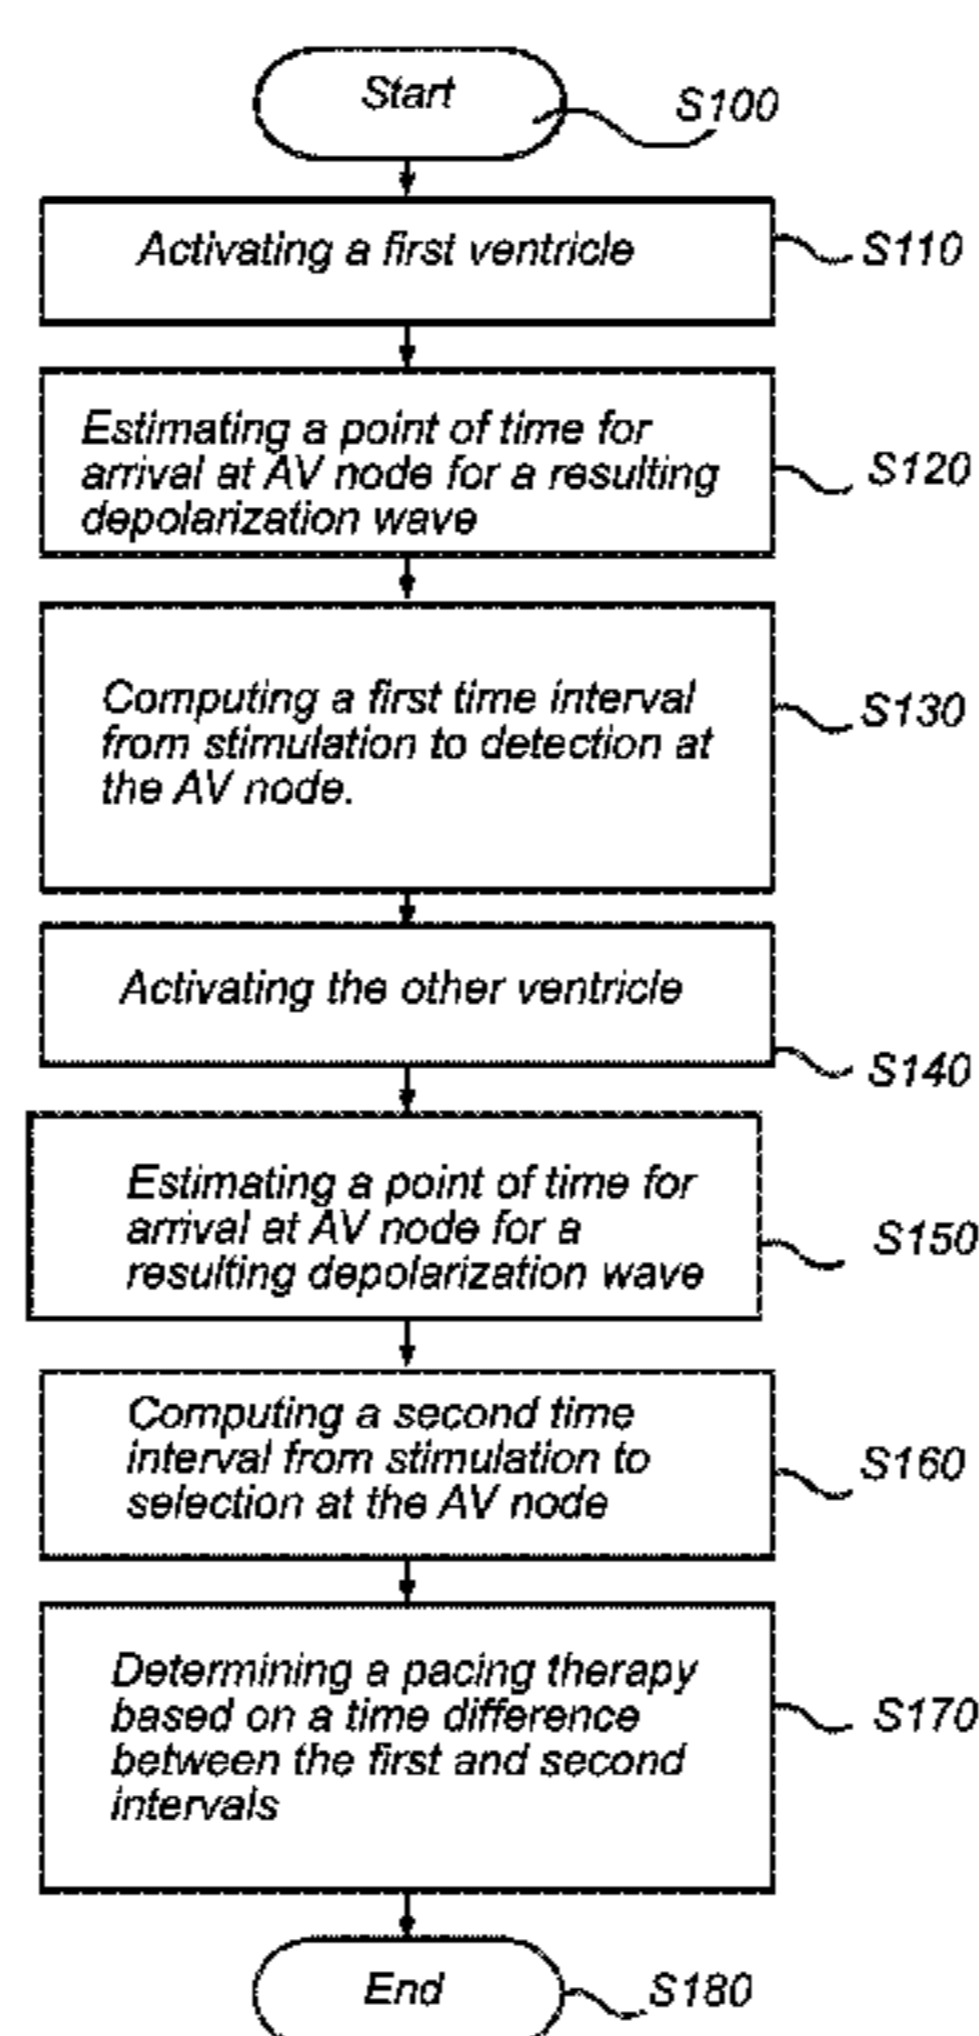 Start
S100
Activating a first ventricle
S110
Estimating a point of time for
arrival at AV node for a resulting
depolarization wave
S120
Computing a first time interval
from stimulation to detection at
the AV node.
S130
Activating the other ventricle
S140
Estimating a point of time for
arrival at AV node for a
resulting depolarization wave
S150
Computing a second time
interval from stimulation to
selection at the AV node
S160
Determining a pacing therapy
based on a time difference
between the first and second
intervals
S170
End
S180